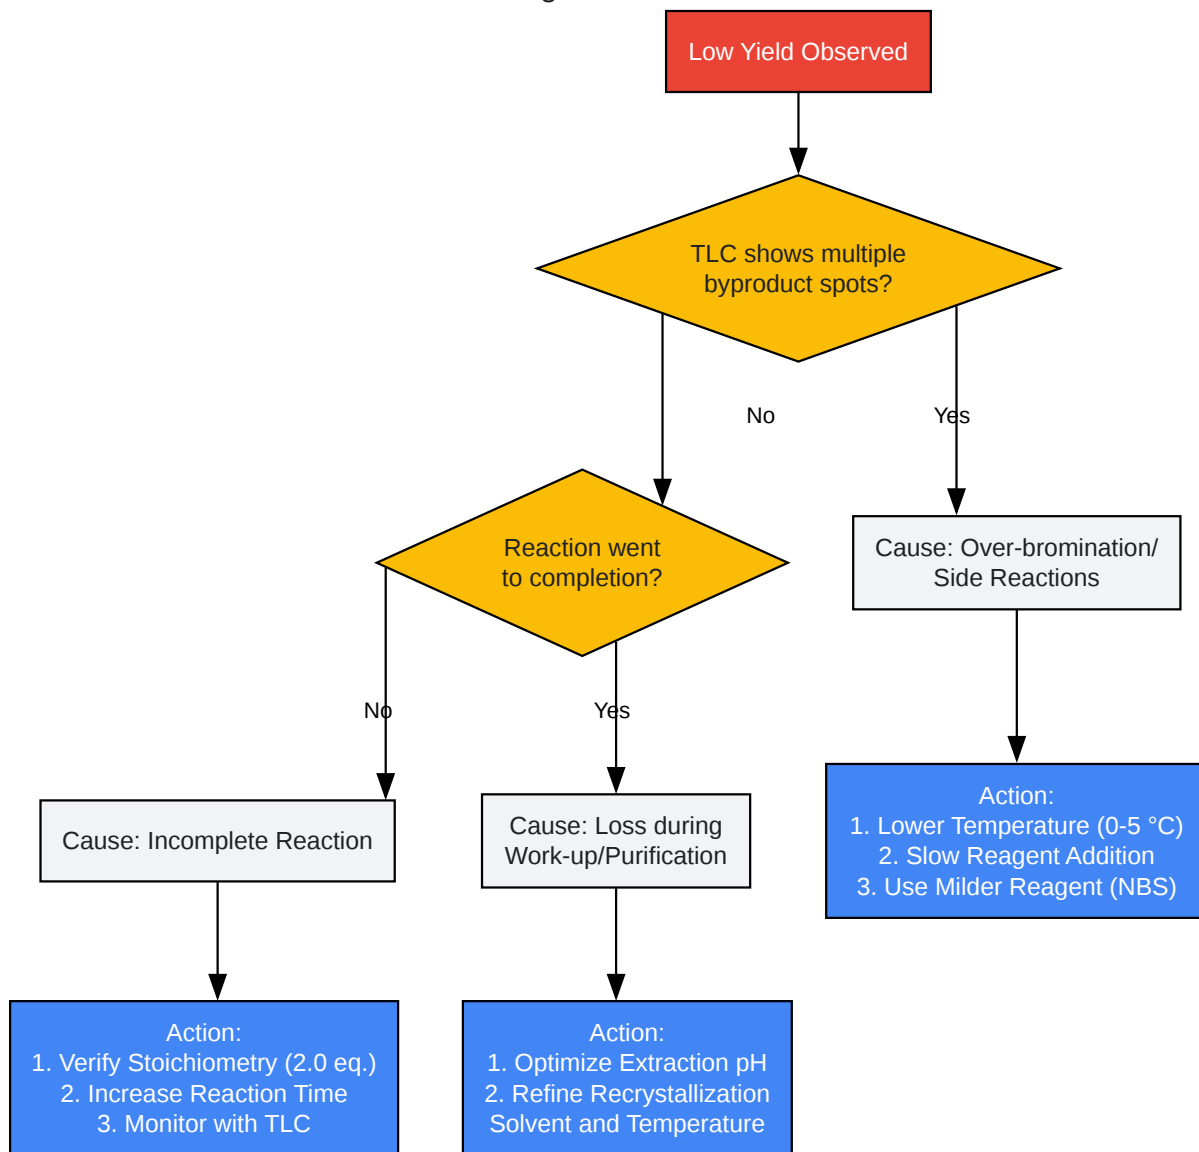 Low Yield Observed
TLC shows multiple
byproduct spots?
No
Yes
Reaction went
to completion?
Cause: Over-bromination/
Side Reactions
No
Yes
Cause: Incomplete Reaction
Cause: Loss during
Work-up/Purification
Action:
1. Lower Temperature (0-5 °C)
2. Slow Reagent Addition
3. Use Milder Reagent (NBS)
Action:
1. Verify Stoichiometry (2.0 eq.)
2. Increase Reaction Time
3. Monitor with TLC
Action:
1. Optimize Extraction pH
2. Refine Recrystallization
Solvent and Temperature